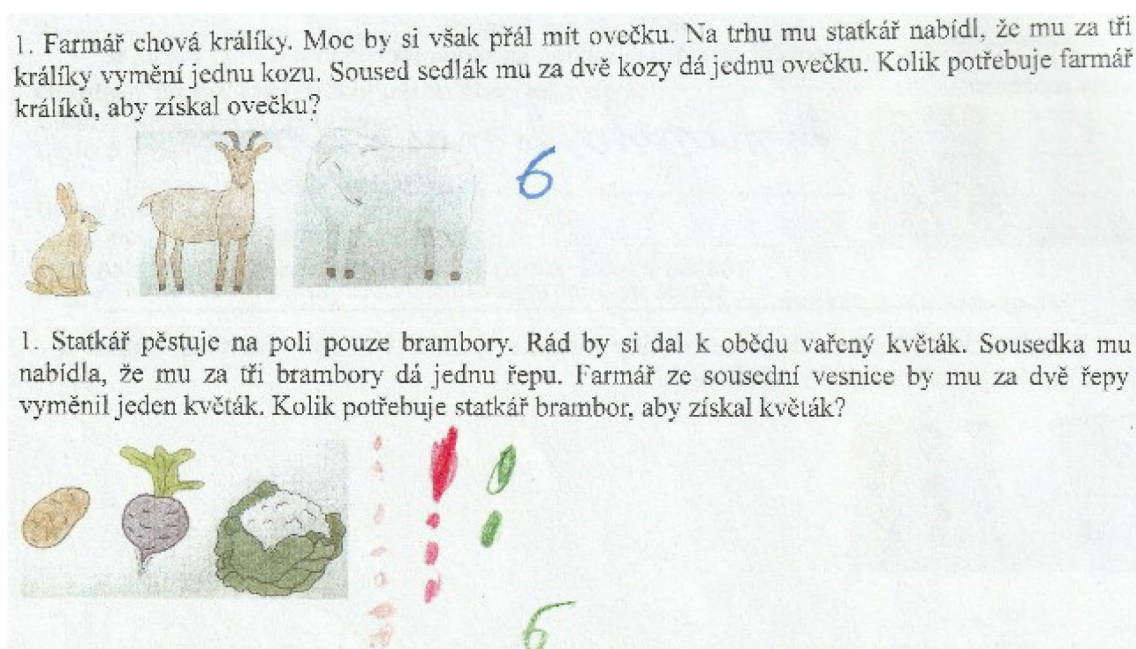 1. Farmář chová králíky. Moc by si však přál mít ovečku. Na trhu mu statkář nabídl, že mu za tři
králíky vymění jednu kozu. Soused sedlák mu za dvě kozy dá jednu ovečku. Kolik potřebuje farmář
králíků, aby získal ovečku?
6
1. Statkář pěstuje na poli pouze brambory. Rád by si dal k obědu vařený květák. Sousedka mu
nabídla, že mu za tři brambory dá jednu řepu. Farmář ze sousední vesnice by mu za dvě řepy
vyměnil jeden květák. Kolik potřebuje statkář brambor, aby získal květák?
6